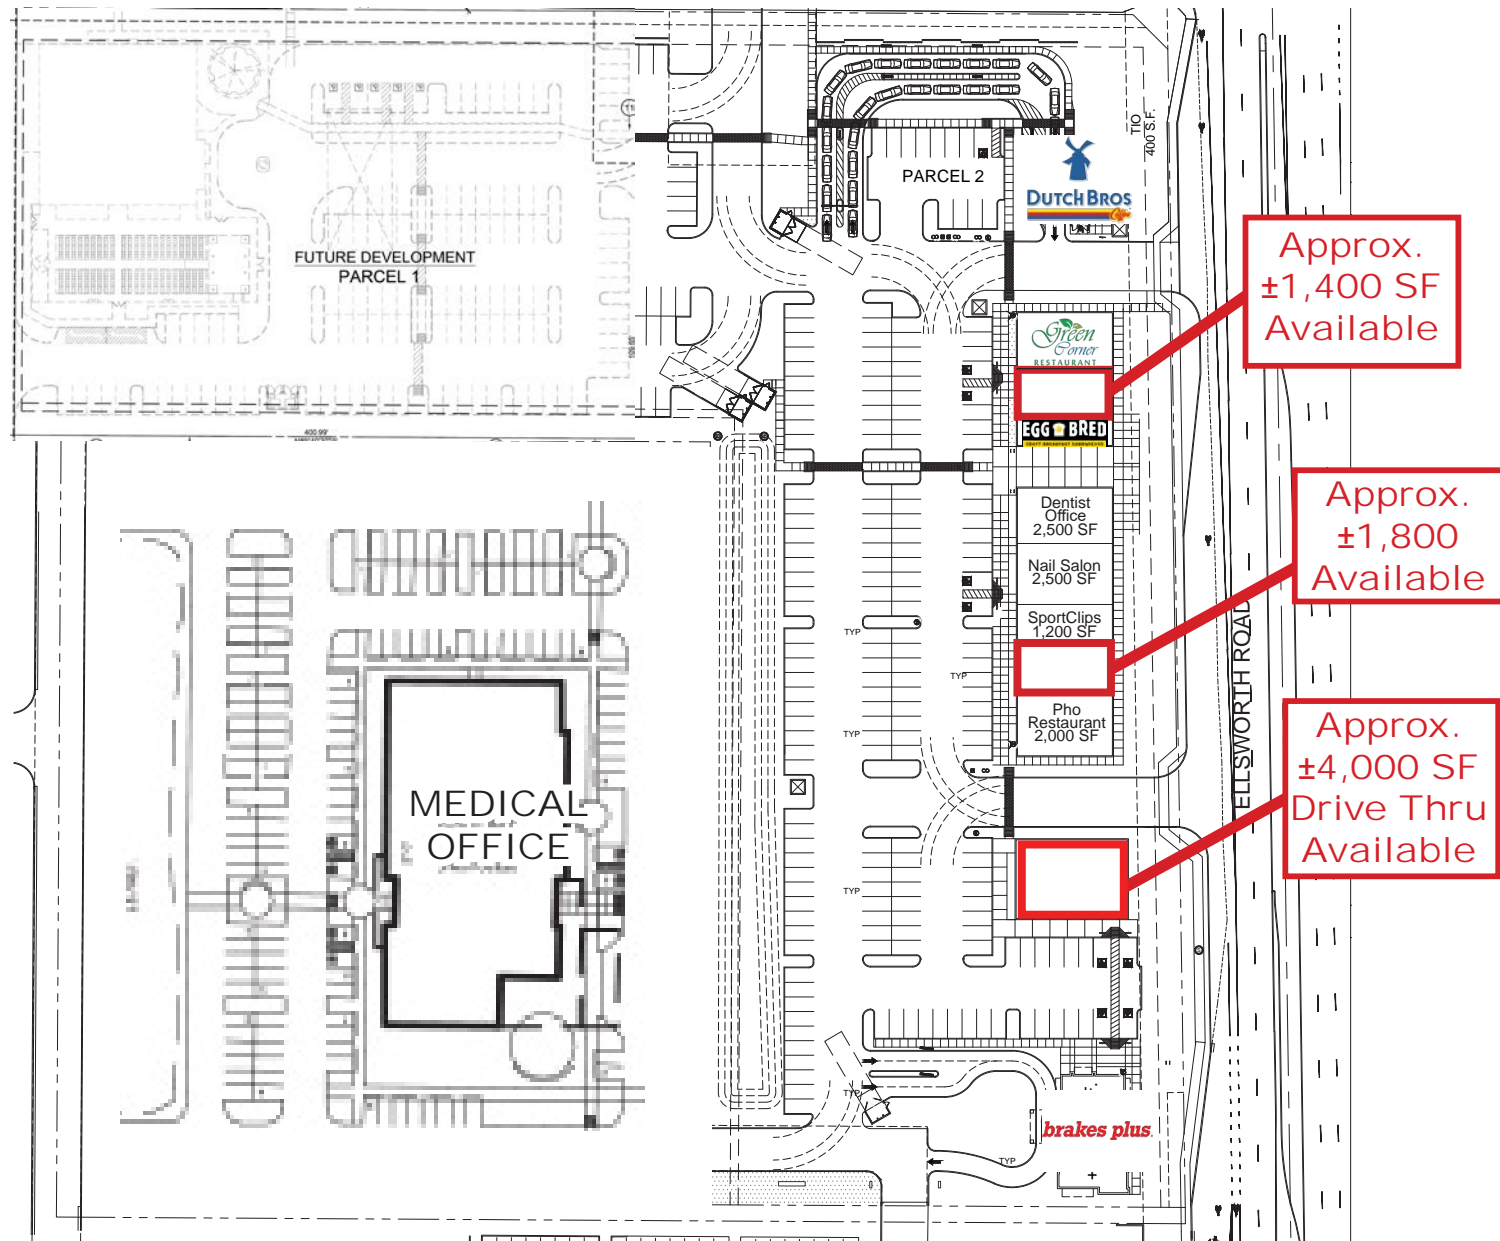 TIO
400 S.F.
PARCEL 2
DUTCH BROS
FUTURE DEVELOPMENT
PARCEL 1
Approx.
±1,400 SF
Available
Green
Corner
RESTAURANT
EGG BRED
400.99'
Dentist
Office
2,500 SF
Nail Salon
2,500 SF
SportClips
1,200 SF
Approx.
±1,800
Available
TYP
TYP
Pho
Restaurant
2,000 SF
TYP
ELLSWORTH ROAD
Approx.
±4,000 SF
Drive Thru
Available
MEDICAL
OFFICE
TYP
TYP
brakes plus
TYP